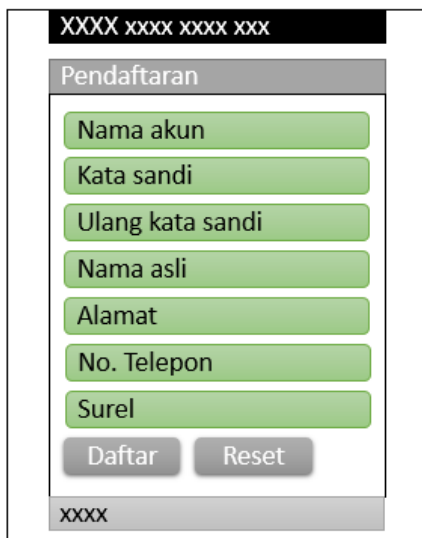 XXXX xxxx xxxx xxx
Pendaftaran
Nama akun
Kata sandi
Ulang kata sandi
Nama asli
Alamat
No. Telepon
Surel
Daftar Reset
xxxx